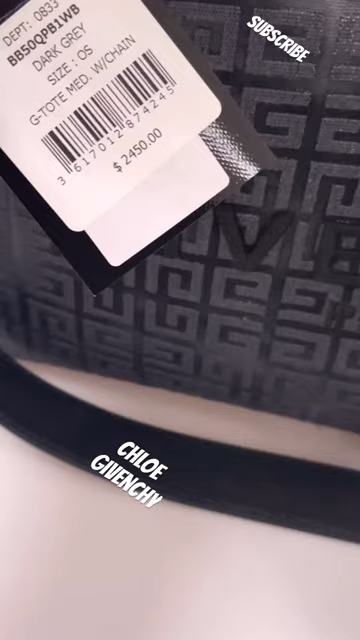 DEPT.: 0833
BB50QPB1WB
DARK GREY
SIZE : OS
G-TOTE MED. W/CHAIN
3 617012 874245
$ 2450.00
SUBSCRIBE
V E
CHLOE
GIVENCHY